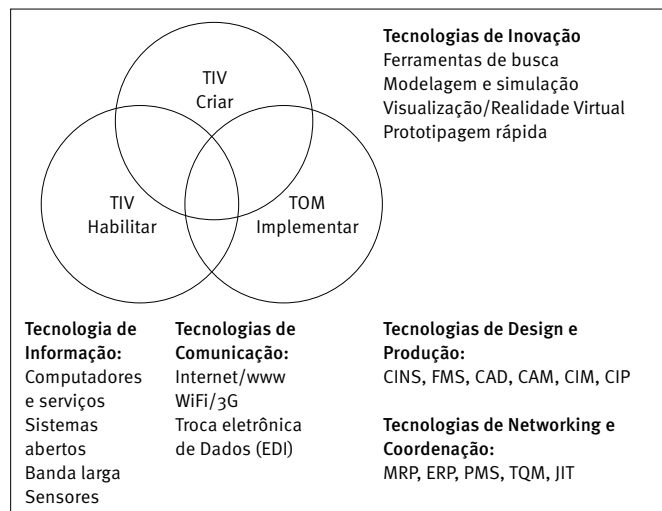 TIV
Criar
TIV
Habilitar
TOM
Implementar
Tecnologias de Inovação
Ferramentas de busca
Modelagem e simulação
Visualização/Realidade Virtual
Prototipagem rápida
Tecnologia de
Informação:
Computadores
e serviços
Sistemas
abertos
Banda larga
Sensores
Tecnologias de
Comunicação:
Internet/www
WiFi/3G
Troca eletrônica
de Dados (EDI)
Tecnologias de Design e
Produção:
CINS, FMS, CAD, CAM, CIM, CIP
Tecnologias de Networking e
Coordenação:
MRP, ERP, PMS, TQM, JIT